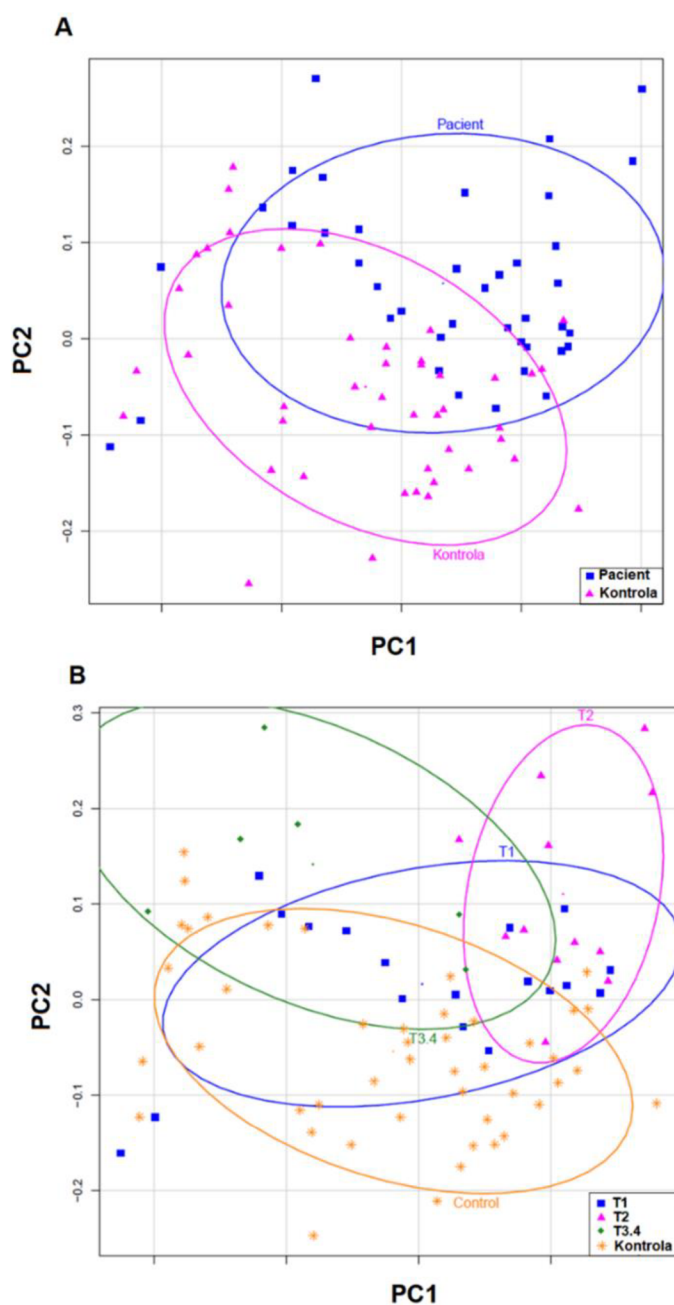 A
Pacient
0.2
0.1
0.0
−0.1
−0.2
PC2
Kontrola
Pacient
Kontrola
PC1
B
0.3
T2
0.2
T1
0.1
0.0
T3.4
−0.1
−0.2
PC2
Control
T1
T2
T3.4
Kontrola
PC1